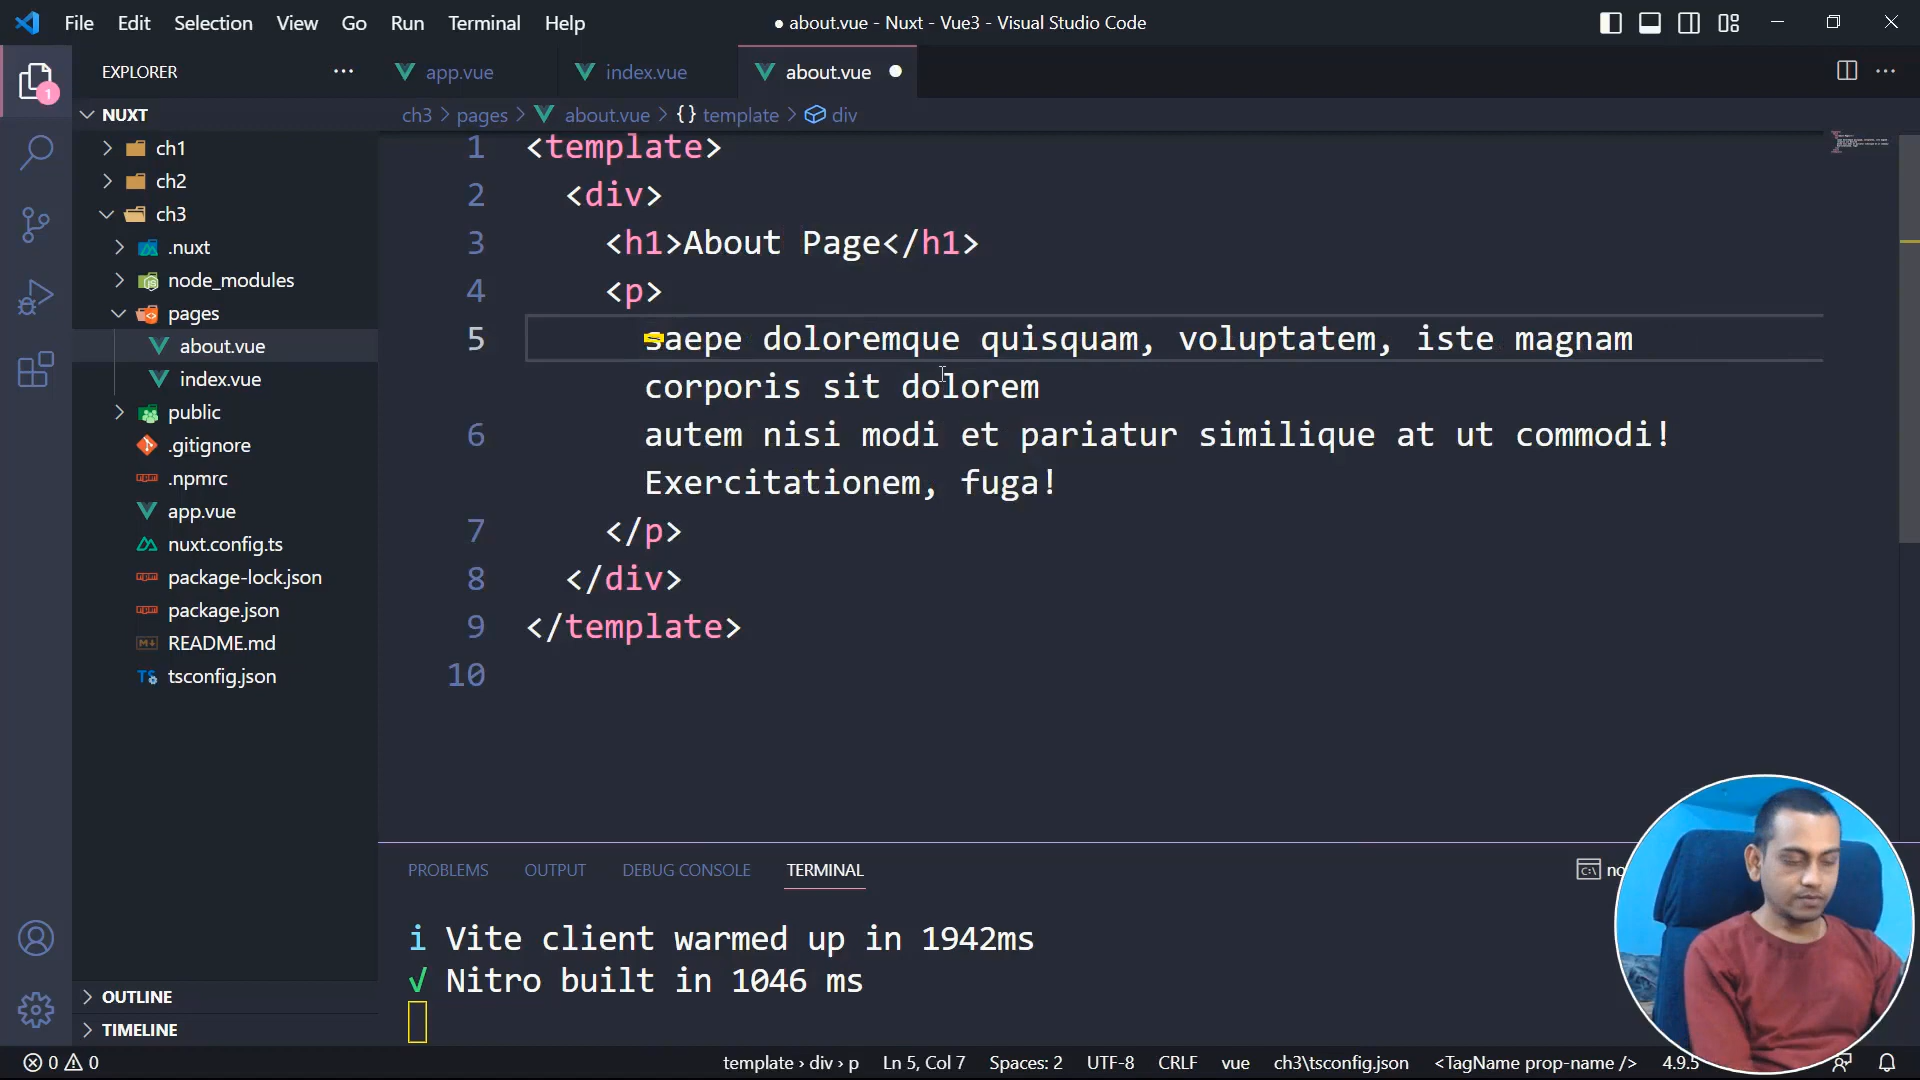 File Edit Selection View Go Run Terminal Help
● about.vue - Nuxt - Vue3 - Visual Studio Code
EXPLORER
app.vue
index.vue
about.vue
NUXT
ch3 > pages > about.vue > {} template > div
ch1
ch2
ch3
.nuxt
node_modules
pages
about.vue
index.vue
public
.gitignore
.npmrc
app.vue
nuxt.config.ts
package-lock.json
package.json
README.md
tsconfig.json
OUTLINE
TIMELINE
1
1 <template>
2 <div>
3 <h1>About Page</h1>
4 <p>
5 saepe doloremque quisquam, voluptatem, iste magnam
corporis sit dolorem
6 autem nisi modi et pariatur similique at ut commodi!
Exercitationem, fuga!
7 </p>
8 </div>
9 </template>
10
PROBLEMS OUTPUT DEBUG CONSOLE TERMINAL
i Vite client warmed up in 1942ms
√ Nitro built in 1046 ms
0 0
template › div › p Ln 5, Col 7 Spaces: 2 UTF-8 CRLF vue ch3\tsconfig.json <TagName prop-name /> 4.9.5